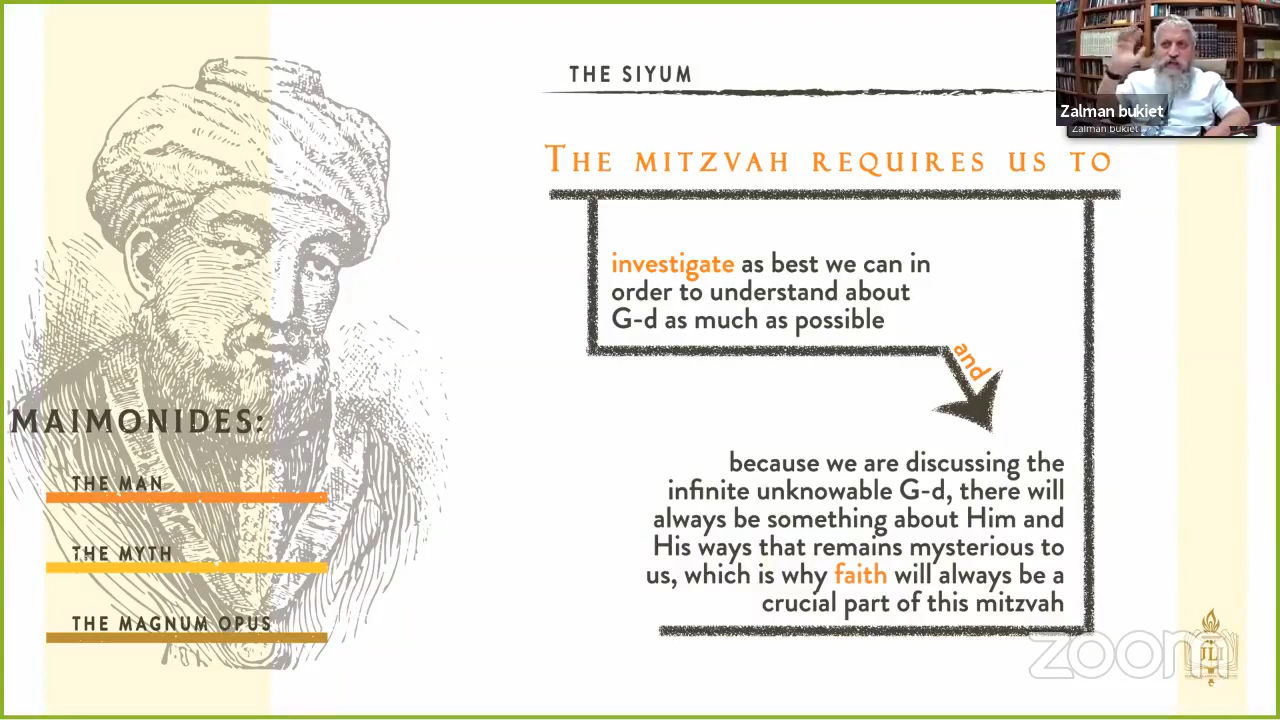 THE SIYUM
Zalman bukiet
Zalman bukiet
THE MITZVAH REQUIRES US TO
investigate as best we can in
order to understand about
G-d as much as possible
and
because we are discussing the
infinite unknowable G-d, there will
always be something about Him and
His ways that remains mysterious to
us, which is why faith will always be a
crucial part of this mitzvah
MAIMONIDES:
THE MAN
THE MYTH
THE MAGNUM OPUS
zoom
JLI